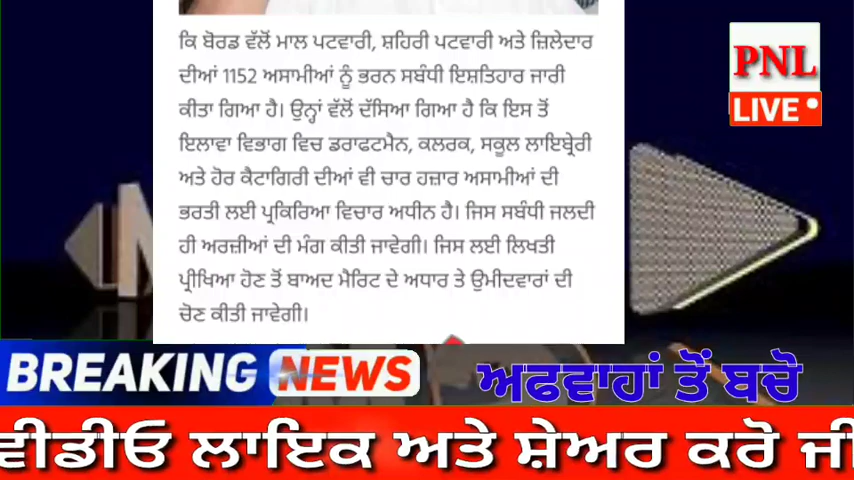 ਕਿ ਬੋਰਡ ਵੱਲੋਂ ਮਾਲ ਪਟਵਾਰੀ, ਸ਼ਹਿਰੀ ਪਟਵਾਰੀ ਅਤੇ ਜ਼ਿਲੇਦਾਰ
ਦੀਆਂ 1152 ਅਸਾਮੀਆਂ ਨੂੰ ਭਰਨ ਸਬੰਧੀ ਇਸ਼ਤਿਹਾਰ ਜਾਰੀ
ਕੀਤਾ ਗਿਆ ਹੈ। ਉਨ੍ਹਾਂ ਵੱਲੋਂ ਦੱਸਿਆ ਗਿਆ ਹੈ ਕਿ ਇਸ ਤੋਂ
ਇਲਾਵਾ ਵਿਭਾਗ ਵਿਚ ਡਰਾਫਟਮੈਨ, ਕਲਰਕ, ਸਕੂਲ ਲਾਇਬ੍ਰੇਰੀ
ਅਤੇ ਹੋਰ ਕੈਟਾਗਿਰੀ ਦੀਆਂ ਵੀ ਚਾਰ ਹਜ਼ਾਰ ਅਸਾਮੀਆਂ ਦੀ
ਭਰਤੀ ਲਈ ਪ੍ਰਕਿਰਿਆ ਵਿਚਾਰ ਅਧੀਨ ਹੈ। ਜਿਸ ਸਬੰਧੀ ਜਲਦੀ
ਹੀ ਅਰਜ਼ੀਆਂ ਦੀ ਮੰਗ ਕੀਤੀ ਜਾਵੇਗੀ। ਜਿਸ ਲਈ ਲਿਖਤੀ
ਪ੍ਰੀਖਿਆ ਹੋਣ ਤੋਂ ਬਾਅਦ ਮੈਰਿਟ ਦੇ ਅਧਾਰ ਤੇ ਉਮੀਦਵਾਰਾਂ ਦੀ
ਚੋਣ ਕੀਤੀ ਜਾਵੇਗੀ।
PNL
LIVE
BREAKING NEWS
ਅਫਵਾਹਾਂ ਤੋਂ ਬਚੋ
ਵੀਡੀਓ ਲਾਇਕ ਅਤੇ ਸ਼ੇਅਰ ਕਰੋ ਜੀ